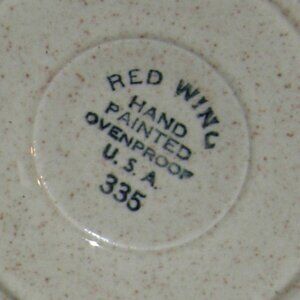 RED WING
HAND
PAINTED
OVENPROOF
U.S.A.
335